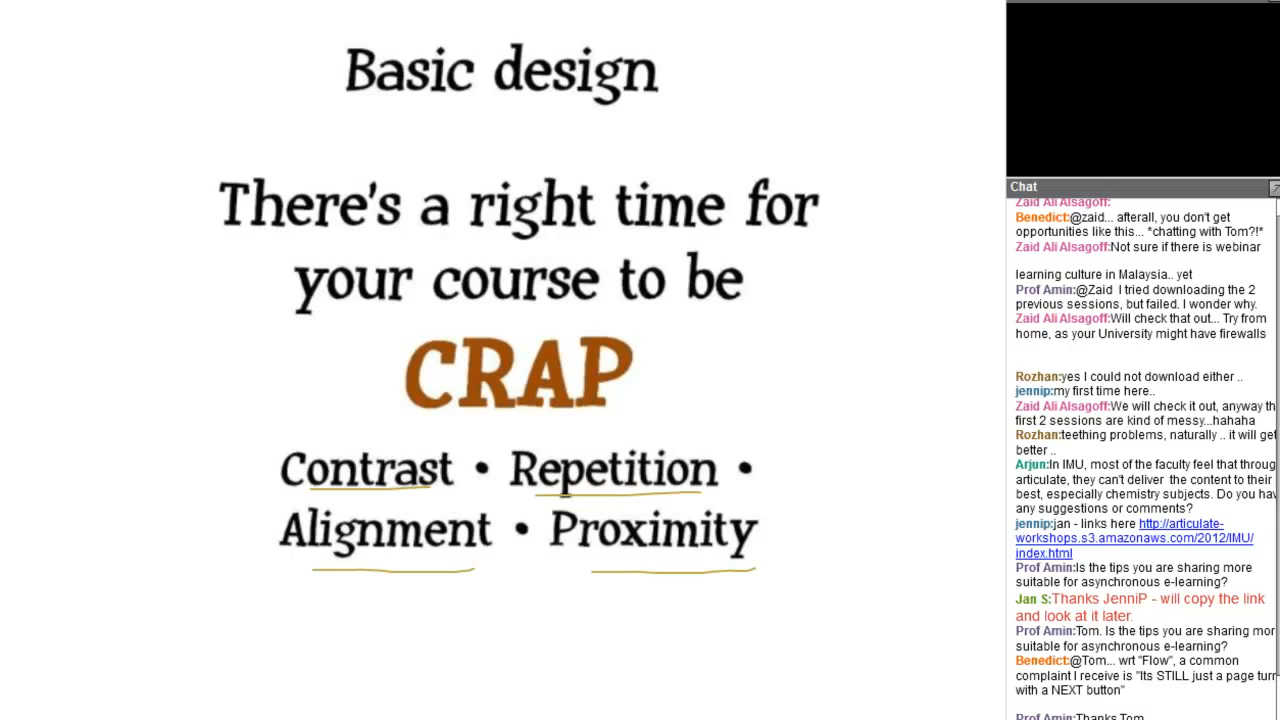 Basic design
There's a right time for
your course to be
CRAP
Contrast • Repetition •
Alignment • Proximity
Chat
Zaid Ali Alsagoff:
Benedict:@zaid... afterall, you don't get
opportunities like this... *chatting with Tom?!*
Zaid Ali Alsagoff:Not sure if there is webinar
learning culture in Malaysia.. yet
Prof Amin:@Zaid I tried downloading the 2
previous sessions, but failed. I wonder why.
Zaid Ali Alsagoff:Will check that out... Try from
home, as your University might have firewalls
Rozhan:yes I could not download either ..
jennip:my first time here..
Zaid Ali Alsagoff:We will check it out, anyway th
first 2 sessions are kind of messy...hahaha
Rozhan:teething problems, naturally .. it will get
better ..
Arjun:In IMU, most of the faculty feel that throug
articulate, they can't deliver the content to their
best, especially chemistry subjects. Do you hav
any suggestions or comments?
jennip:jan - links here http://articulate-
workshops.s3.amazonaws.com/2012/IMU/
index.html
Prof Amin:Is the tips you are sharing more
suitable for asynchronous e-learning?
Jan S:Thanks JenniP - will copy the link
and look at it later.
Prof Amin:Tom. Is the tips you are sharing mor
suitable for asynchronous e-learning?
Benedict:@Tom... wrt "Flow", a common
complaint I receive is "Its STILL just a page turr
with a NEXT button"
Prof Amin:Thanks Tom